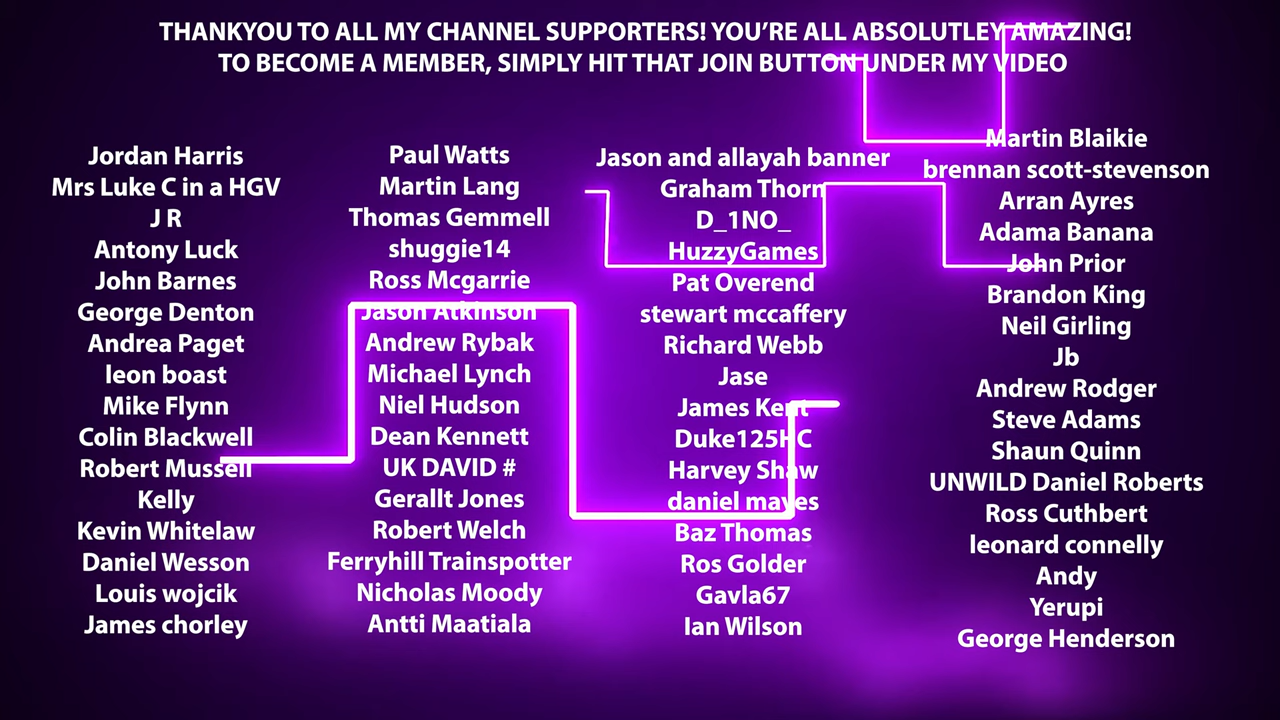 THANKYOU TO ALL MY CHANNEL SUPPORTERS! YOU'RE ALL ABSOLUTLEY AMAZING!
TO BECOME A MEMBER, SIMPLY HIT THAT JOIN BUTTON UNDER MY VIDEO
Jordan Harris
Mrs Luke C in a HGV
J R
Antony Luck
John Barnes
George Denton
Andrea Paget
leon boast
Mike Flynn
Colin Blackwell
Robert Mussell
Kelly
Kevin Whitelaw
Daniel Wesson
Louis wojcik
James chorley
Paul Watts
Martin Lang
Thomas Gemmell
shuggie14
Ross Mcgarrie
Jason Atkinson
Andrew Rybak
Michael Lynch
Niel Hudson
Dean Kennett
UK DAVID #
Gerallt Jones
Robert Welch
Ferryhill Trainspotter
Nicholas Moody
Antti Maatiala
Jason and allayah banner
Graham Thorn
D_1NO_
HuzzyGames
Pat Overend
stewart mccaffery
Richard Webb
Jase
James Kent
Duke125HC
Harvey Shaw
daniel mayes
Baz Thomas
Ros Golder
Gavla67
Ian Wilson
Martin Blaikie
brennan scott-stevenson
Arran Ayres
Adama Banana
John Prior
Brandon King
Neil Girling
Jb
Andrew Rodger
Steve Adams
Shaun Quinn
UNWILD Daniel Roberts
Ross Cuthbert
leonard connelly
Andy
Yerupi
George Henderson